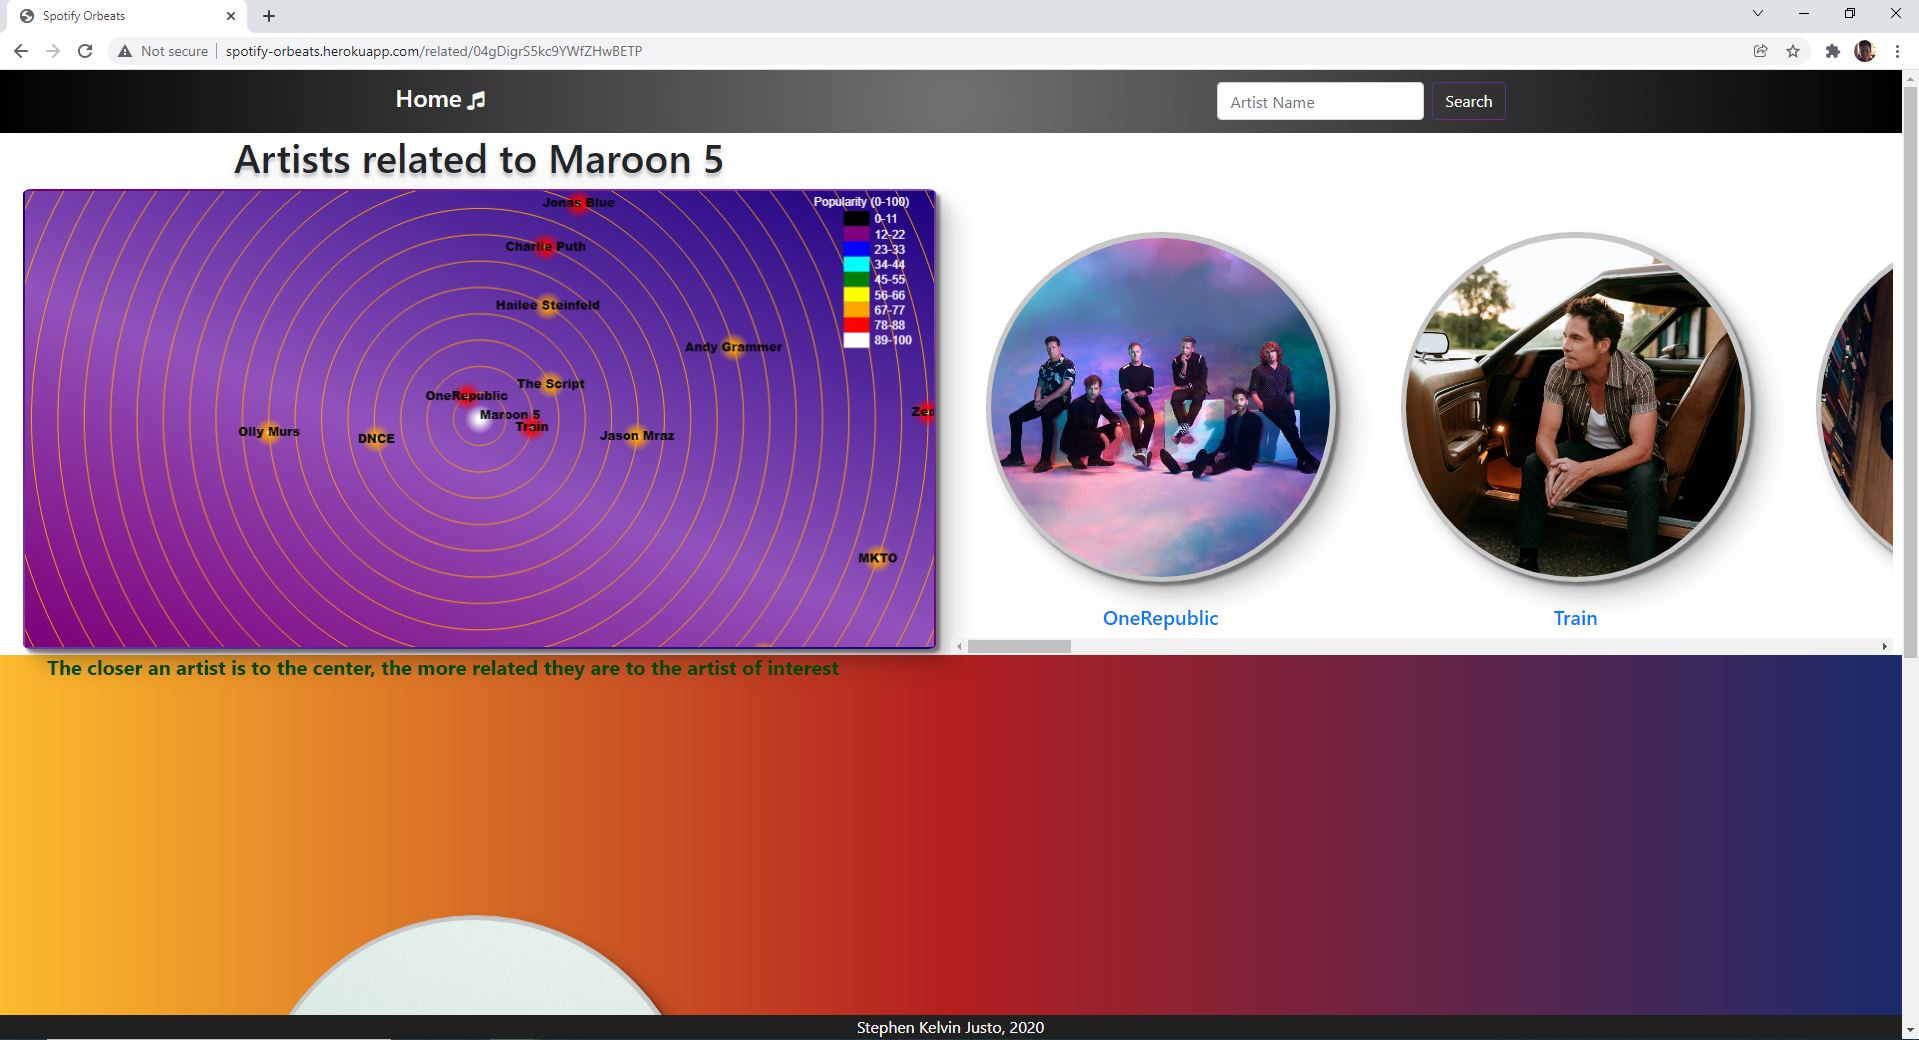 Spotify Orbeats
Not secure
spotify-orbeats.herokuapp.com/related/04gDigrS5kc9YWfZHwBETP
Home
Artist Name
Search
Artists related to Maroon 5
Jonas Blue
Popularity (0-100)
0-11
12-22
23-33
34-44
45-55
56-66
67-77
78-88
89-100
Charlie Puth
Hailee Steinfeld
Andy Grammer
The Script
OneRepublic
Maroon 5
Train
Zed
Olly Murs
DNCE
Jason Mraz
MKTO
OneRepublic
Train
The closer an artist is to the center, the more related they are to the artist of interest
Stephen Kelvin Justo, 2020